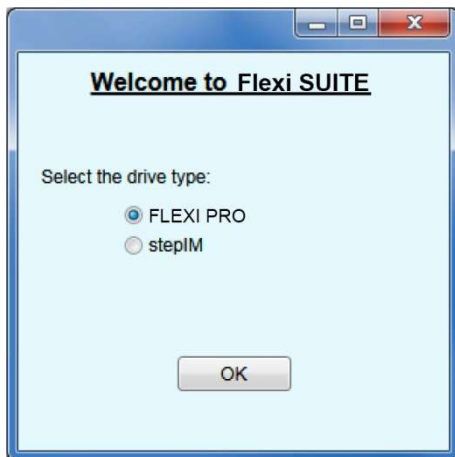 Welcome to Flexi SUITE
Select the drive type:
FLEXI PRO
stepIM
OK